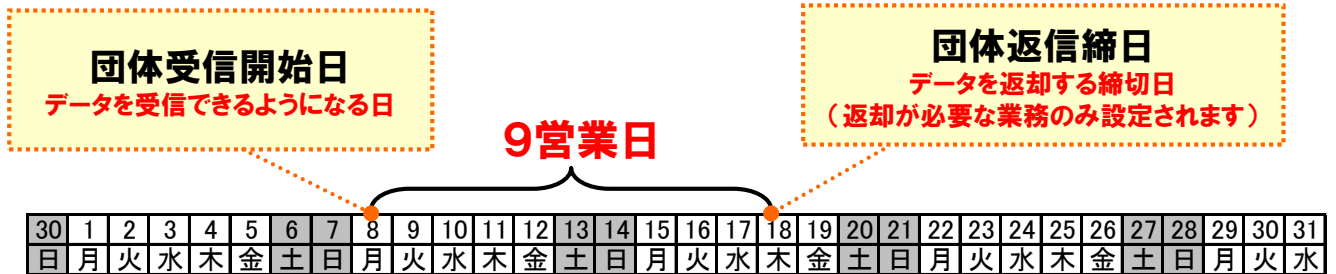 団体受信開始日
データを受信できるようになる日
団体返信締日
データを返却する締切日
（返却が必要な業務のみ設定されます）
9営業日
30 1 2 3 4 5 6 7 8 9 10 11 12 13 14 15 16 17 18 19 20 21 22 23 24 25 26 27 28 29 30 31
日 月 火 水 木 金 土 日 月 火 水 木 金 土 日 月 火 水 木 金 土 日 月 火 水 木 金 土 日 月 火 水